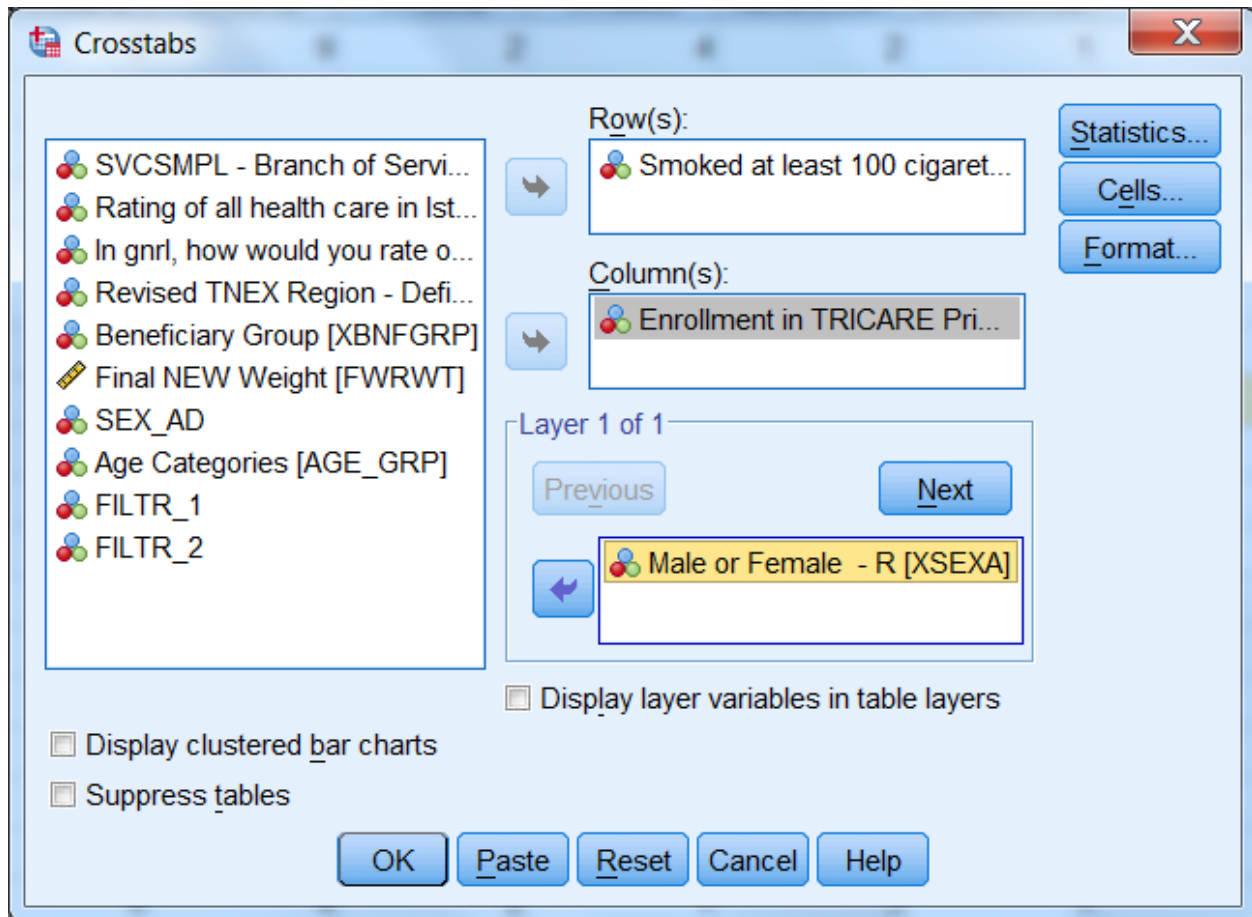 Crosstabs
SVCSMPL - Branch of Servi...
Rating of all health care in lst...
In gnrl, how would you rate o...
Revised TNEX Region - Defi...
Beneficiary Group [XBNFGRP]
Final NEW Weight [FWRWT]
SEX_AD
Age Categories [AGE_GRP]
FILTR_1
FILTR_2
Row(s):
Smoked at least 100 cigaret...
Column(s):
Enrollment in TRICARE Pri...
Layer 1 of 1
Previous
Next
Male or Female - R [XSEXA]
Display layer variables in table layers
Statistics...
Cells...
Format...
Display clustered bar charts
Suppress tables
OK Paste Reset Cancel Help